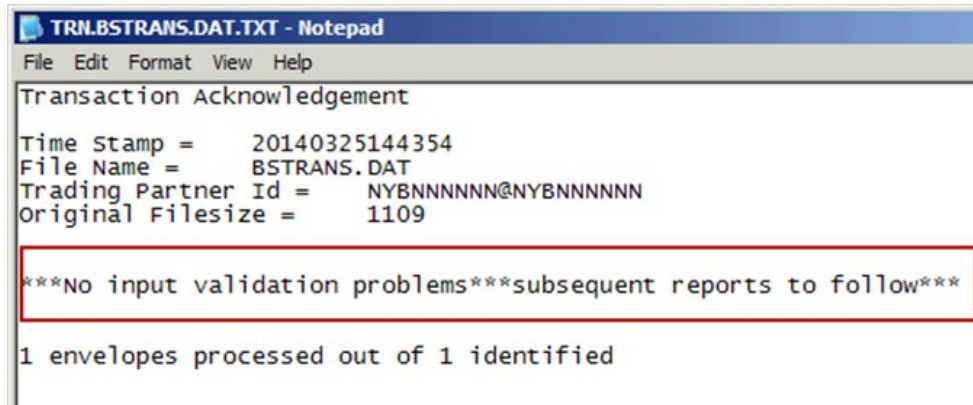 TRN.BSTRANS.DAT.TXT - Notepad
File Edit Format View Help
Transaction Acknowledgement
Time Stamp = 20140325144354
File Name = BSTRANS.DAT
Trading Partner Id = NYBNNNNNN@NYBNNNNNN
Original Filesize = 1109
***No input validation problems***subsequent reports to follow***
1 envelopes processed out of 1 identified